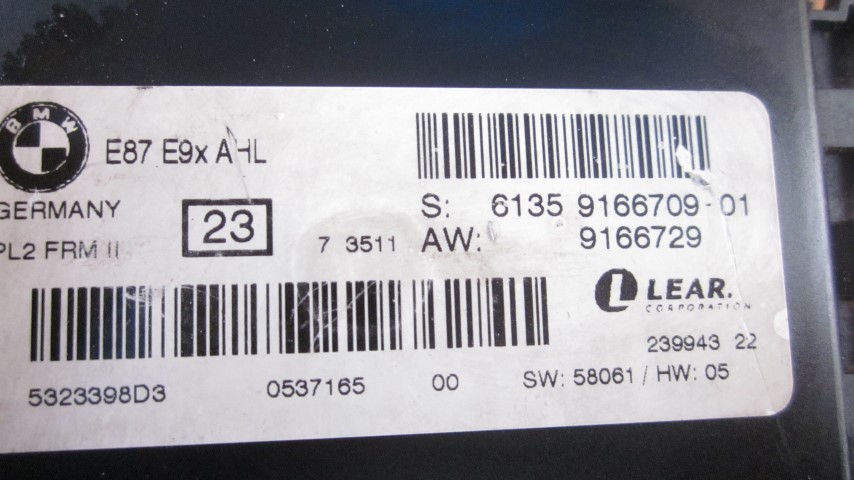 BMW
E87 E9x AHL
GERMANY
PL2 FRM II
23
7 3511
S: 6135 9166709-01
AW: 9166729
LEAR.
CORPORATION
239943 22
5323398D3 0537165 00 SW: 58061 / HW: 05